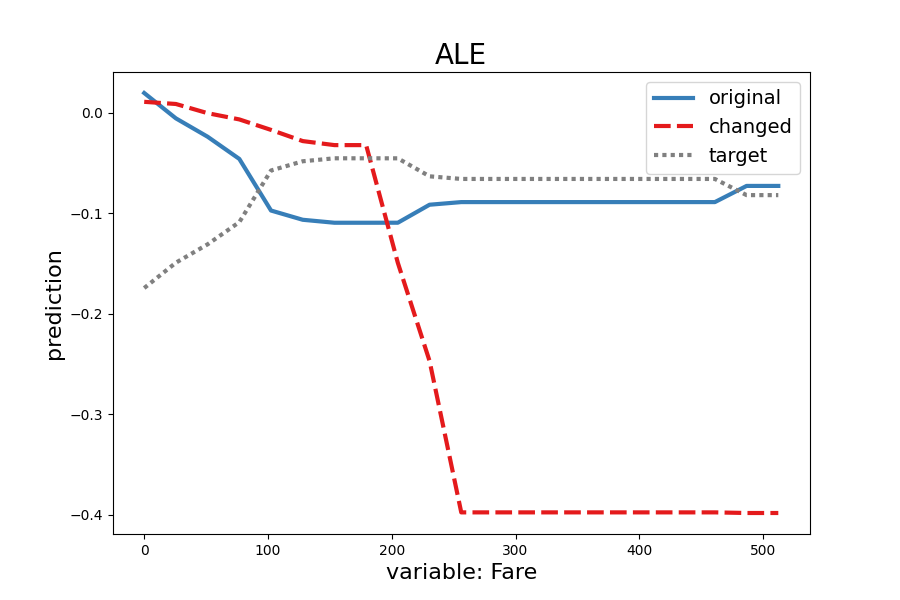 ALE
original
changed
target
0.0
−0.1
−0.2
−0.3
−0.4
prediction
0 100 200 300 400 500
variable: Fare